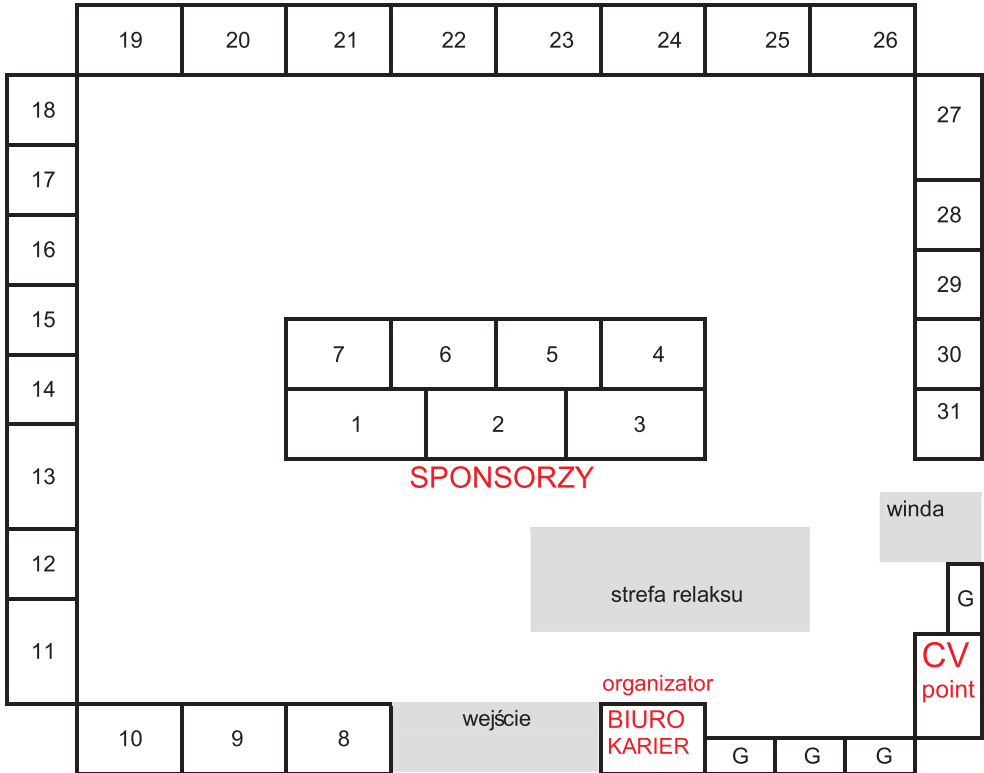 19 20 21 22 23 24 25 26
18
27
17
28
16
29
15
7 6 5 4
30
14
31
1 2 3
13
SPONSORZY
winda
12
strefa relaksu
G
11
CV
point
organizator
wejście
BIURO
KARIER
10 9 8
G G G